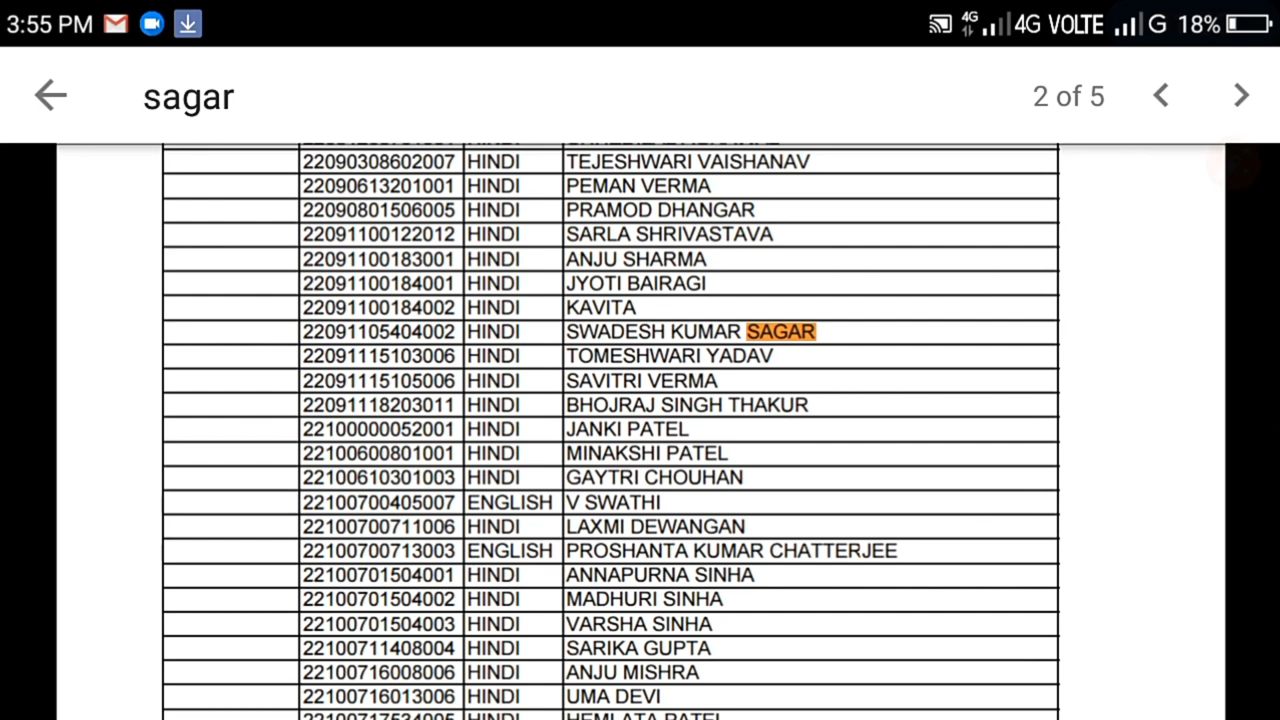 3:55 PM 4G 4G VOLTE G 18%
sagar 2 of 5
22090308602007 HINDI TEJESHWARI VAISHANAV
22090613201001 HINDI PEMAN VERMA
22090801506005 HINDI PRAMOD DHANGAR
22091100122012 HINDI SARLA SHRIVASTAVA
22091100183001 HINDI ANJU SHARMA
22091100184001 HINDI JYOTI BAIRAGI
22091100184002 HINDI KAVITA
22091105404002 HINDI SWADESH KUMAR SAGAR
22091115103006 HINDI TOMESHWARI YADAV
22091115105006 HINDI SAVITRI VERMA
22091118203011 HINDI BHOJRAJ SINGH THAKUR
22100000052001 HINDI JANKI PATEL
22100600801001 HINDI MINAKSHI PATEL
22100610301003 HINDI GAYTRI CHOUHAN
22100700405007 ENGLISH V SWATHI
22100700711006 HINDI LAXMI DEWANGAN
22100700713003 ENGLISH PROSHANTA KUMAR CHATTERJEE
22100701504001 HINDI ANNAPURNA SINHA
22100701504002 HINDI MADHURI SINHA
22100701504003 HINDI VARSHA SINHA
22100711408004 HINDI SARIKA GUPTA
22100716008006 HINDI ANJU MISHRA
22100716013006 HINDI UMA DEVI
22100717534005 HINDI HEMLATA PATEL